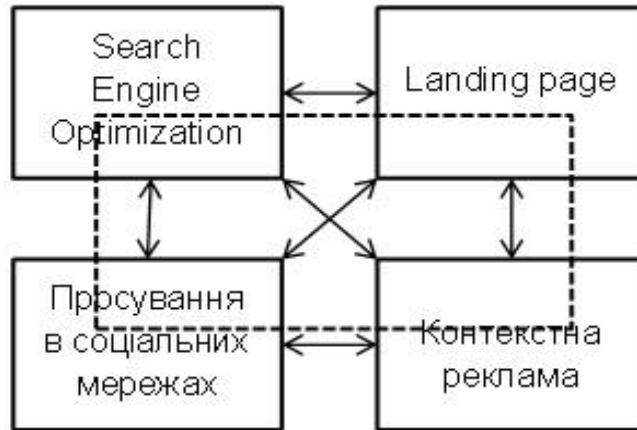 Search
Engine
Optimization
Landing page
Просування
в соціальних
мережах
Контекстна
реклама